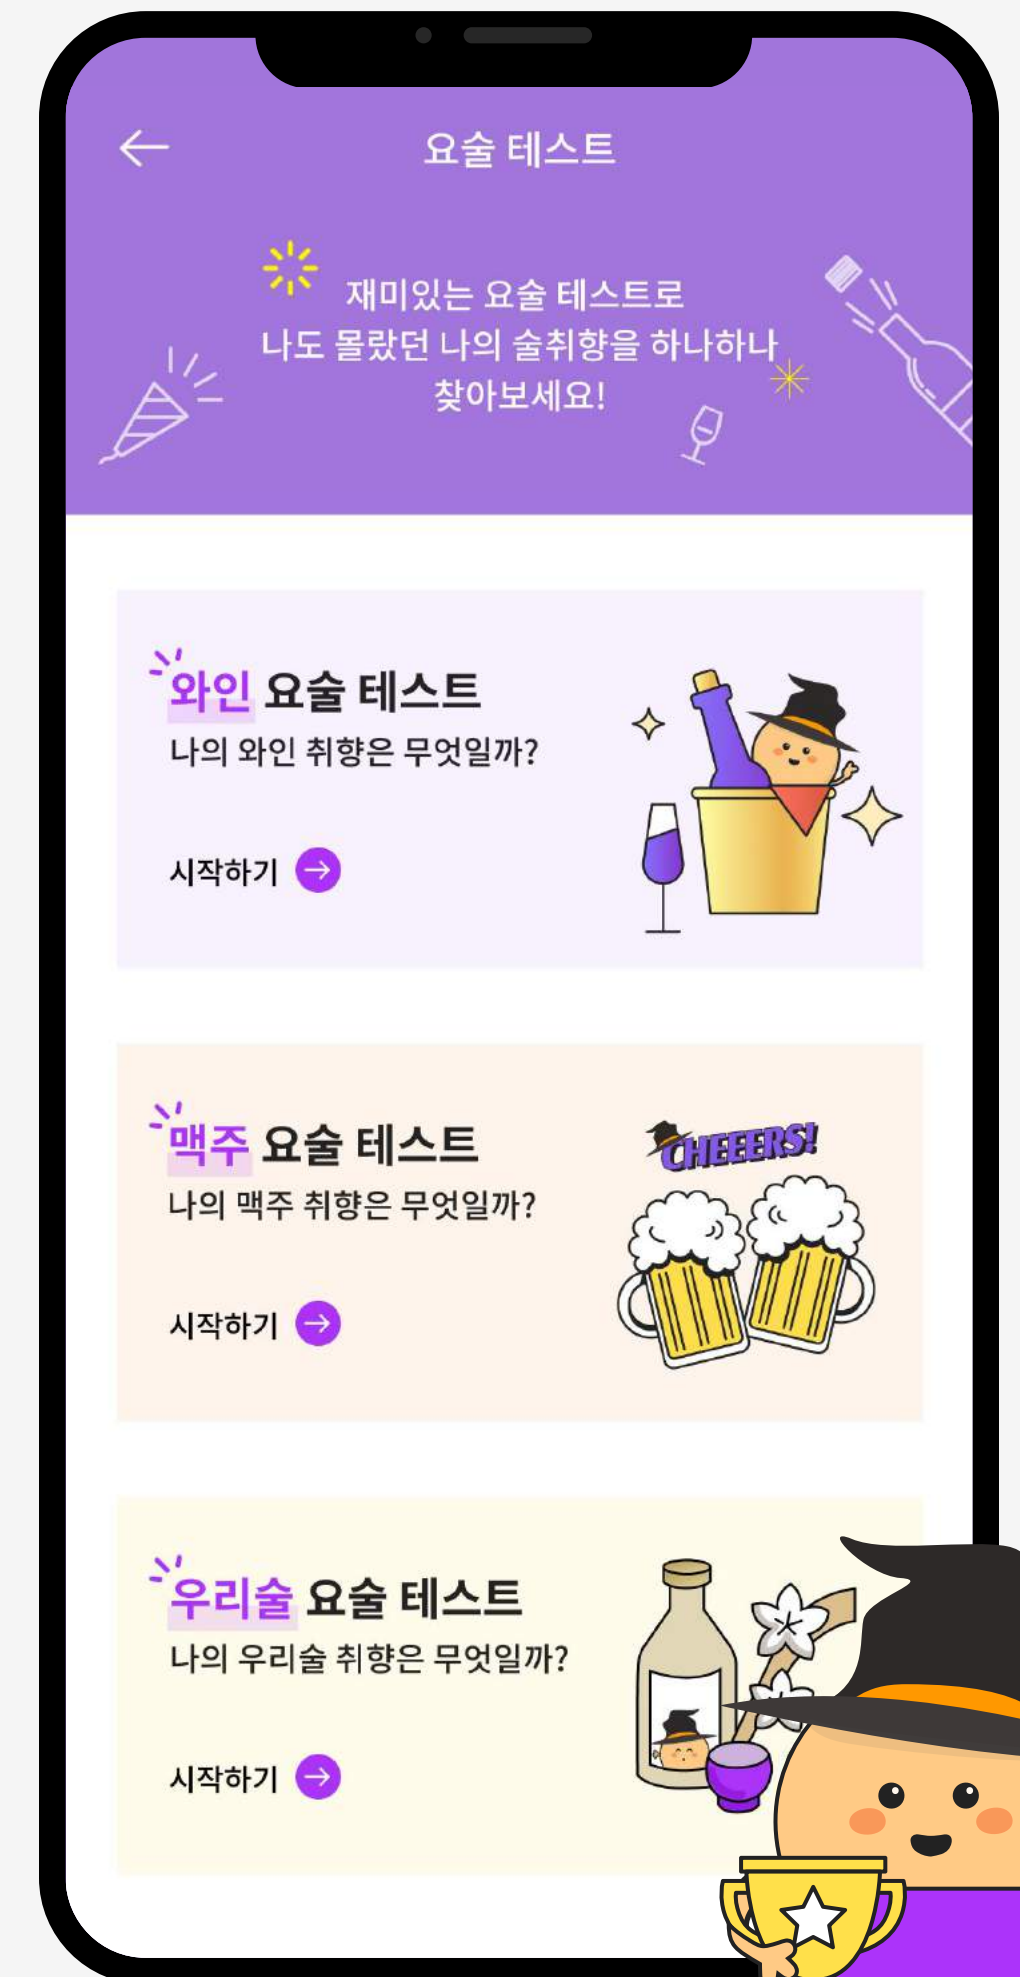 요술 테스트
재미있는 요술 테스트로
나도 몰랐던 나의 술취향을 하나하나
찾아보세요!
와인 요술 테스트
나의 와인 취향은 무엇일까?
시작하기
맥주 요술 테스트
나의 맥주 취향은 무엇일까?
시작하기
CHEEERS!
우리술 요술 테스트
나의 우리술 취향은 무엇일까?
시작하기